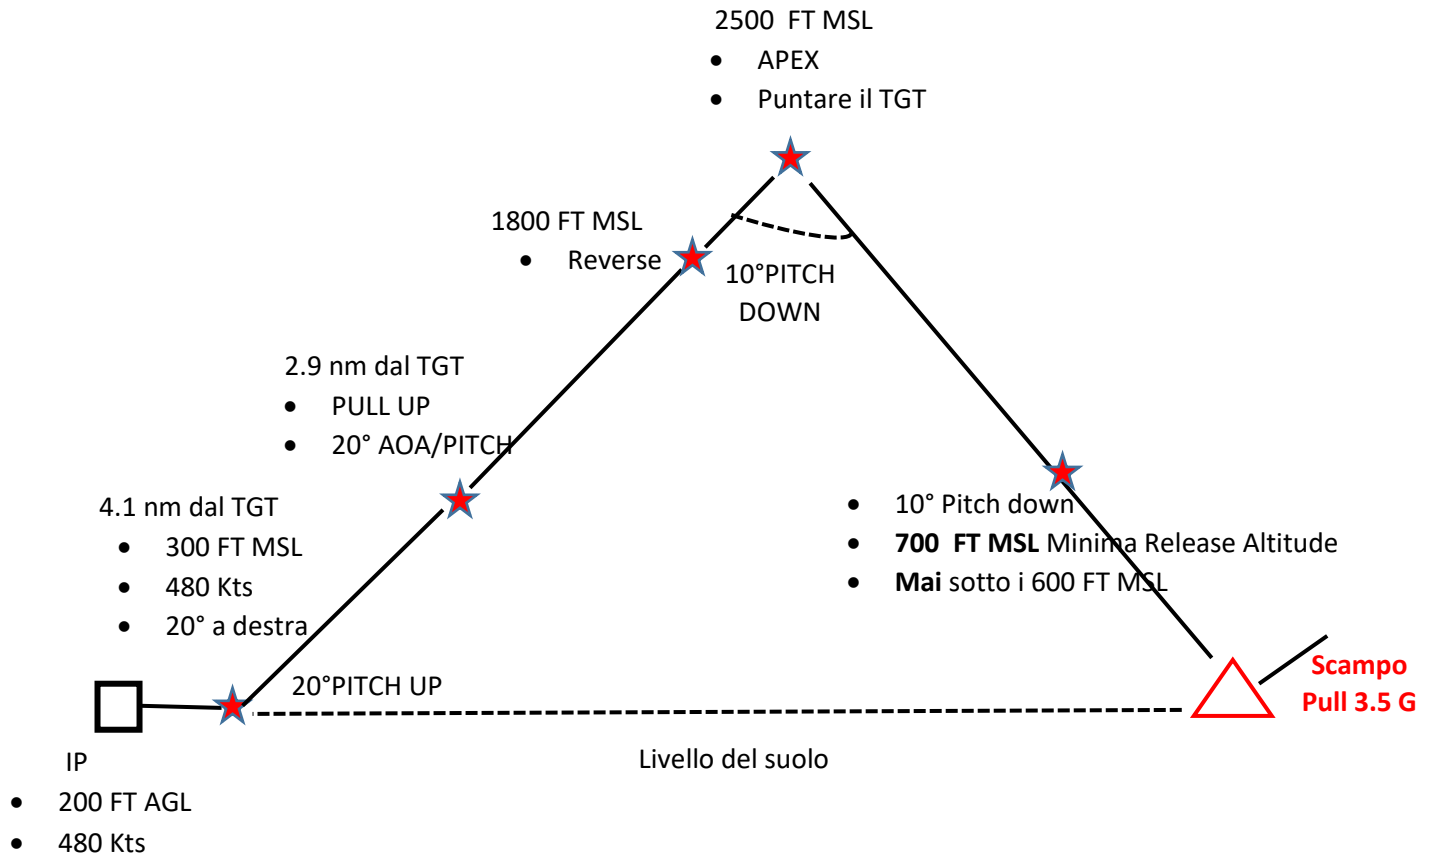 2500 FT MSL
• APEX
• Puntare il TGT
1800 FT MSL
• Reverse
10°PITCH
DOWN
2.9 nm dal TGT
• PULL UP
• 20° AOA/PITCH
4.1 nm dal TGT
• 300 FT MSL
• 480 Kts
• 20° a destra
• 10° Pitch down
• 700 FT MSL Minima Release Altitude
• Mai sotto i 600 FT MSL
20°PITCH UP
Scampo
Pull 3.5 G
Livello del suolo
IP
• 200 FT AGL
• 480 Kts